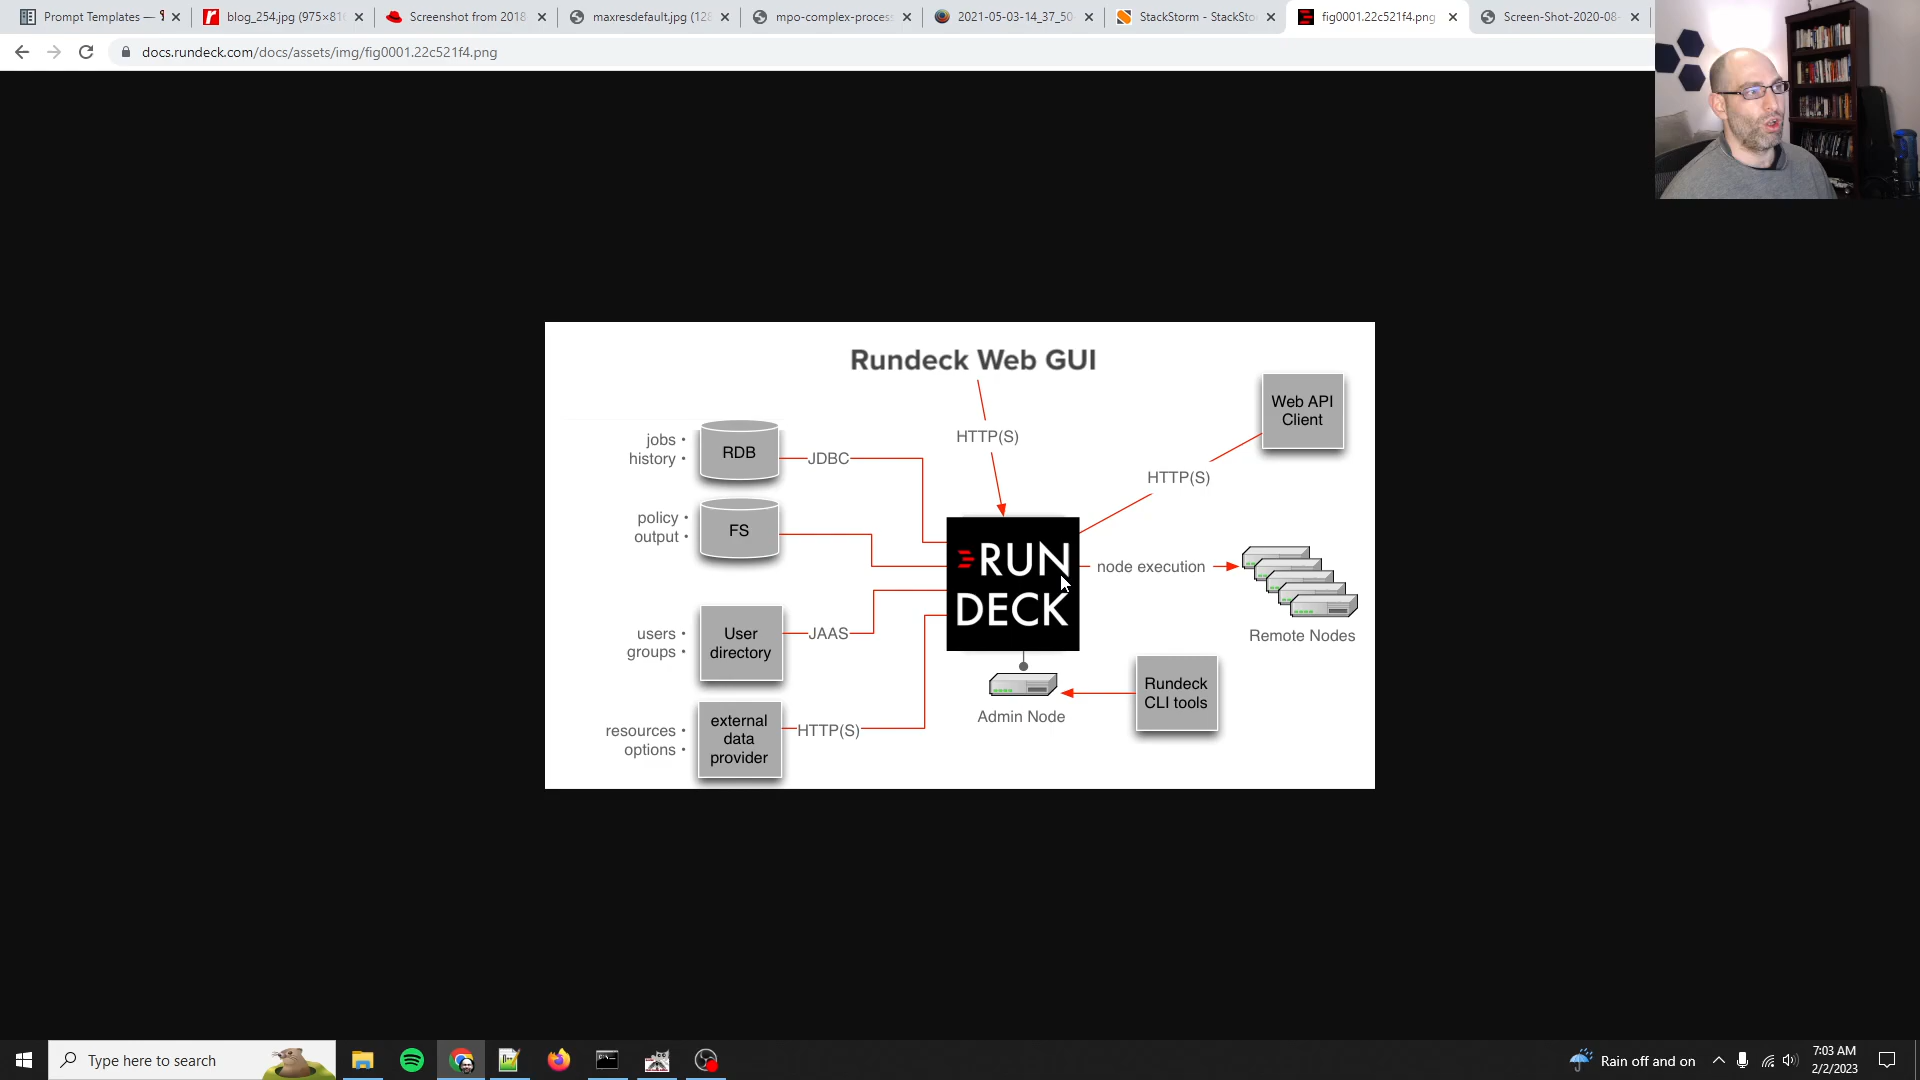 Prompt Templates —
blog_254.jpg (975×81
Screenshot from 2018
maxresdefault.jpg (128
mpo-complex-process
2021-05-03-14_37_50
StackStorm - StackSto
fig0001.22c521f4.png
Screen-Shot-2020-08-
docs.rundeck.com/docs/assets/img/fig0001.22c521f4.png
Rundeck Web GUI
HTTP(S)
Web API
Client
HTTP(S)
jobs •
history •
RDB
JDBC
policy •
output •
FS
RUN
DECK
node execution
Remote Nodes
users •
groups •
User
directory
JAAS
Admin Node
Rundeck
CLI tools
resources •
options •
external
data
provider
HTTP(S)
Type here to search
Rain off and on
7:03 AM
2/2/2023